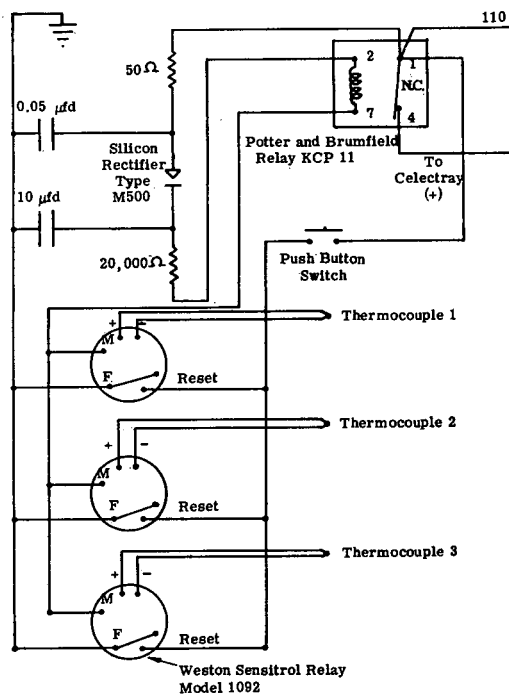 110
50Ω
2
1
N.C.
0.05 µfd
7
4
Silicon
Rectifier
Type
M500
Potter and Brumfield
Relay KCP 11
To
Celectray
(+)
10 µfd
20,000Ω
Push Button
Switch
+ −
Thermocouple 1
M
F
Reset
+ −
Thermocouple 2
M
F
Reset
+ −
Thermocouple 3
M
F
Reset
Weston Sensitrol Relay
Model 1092